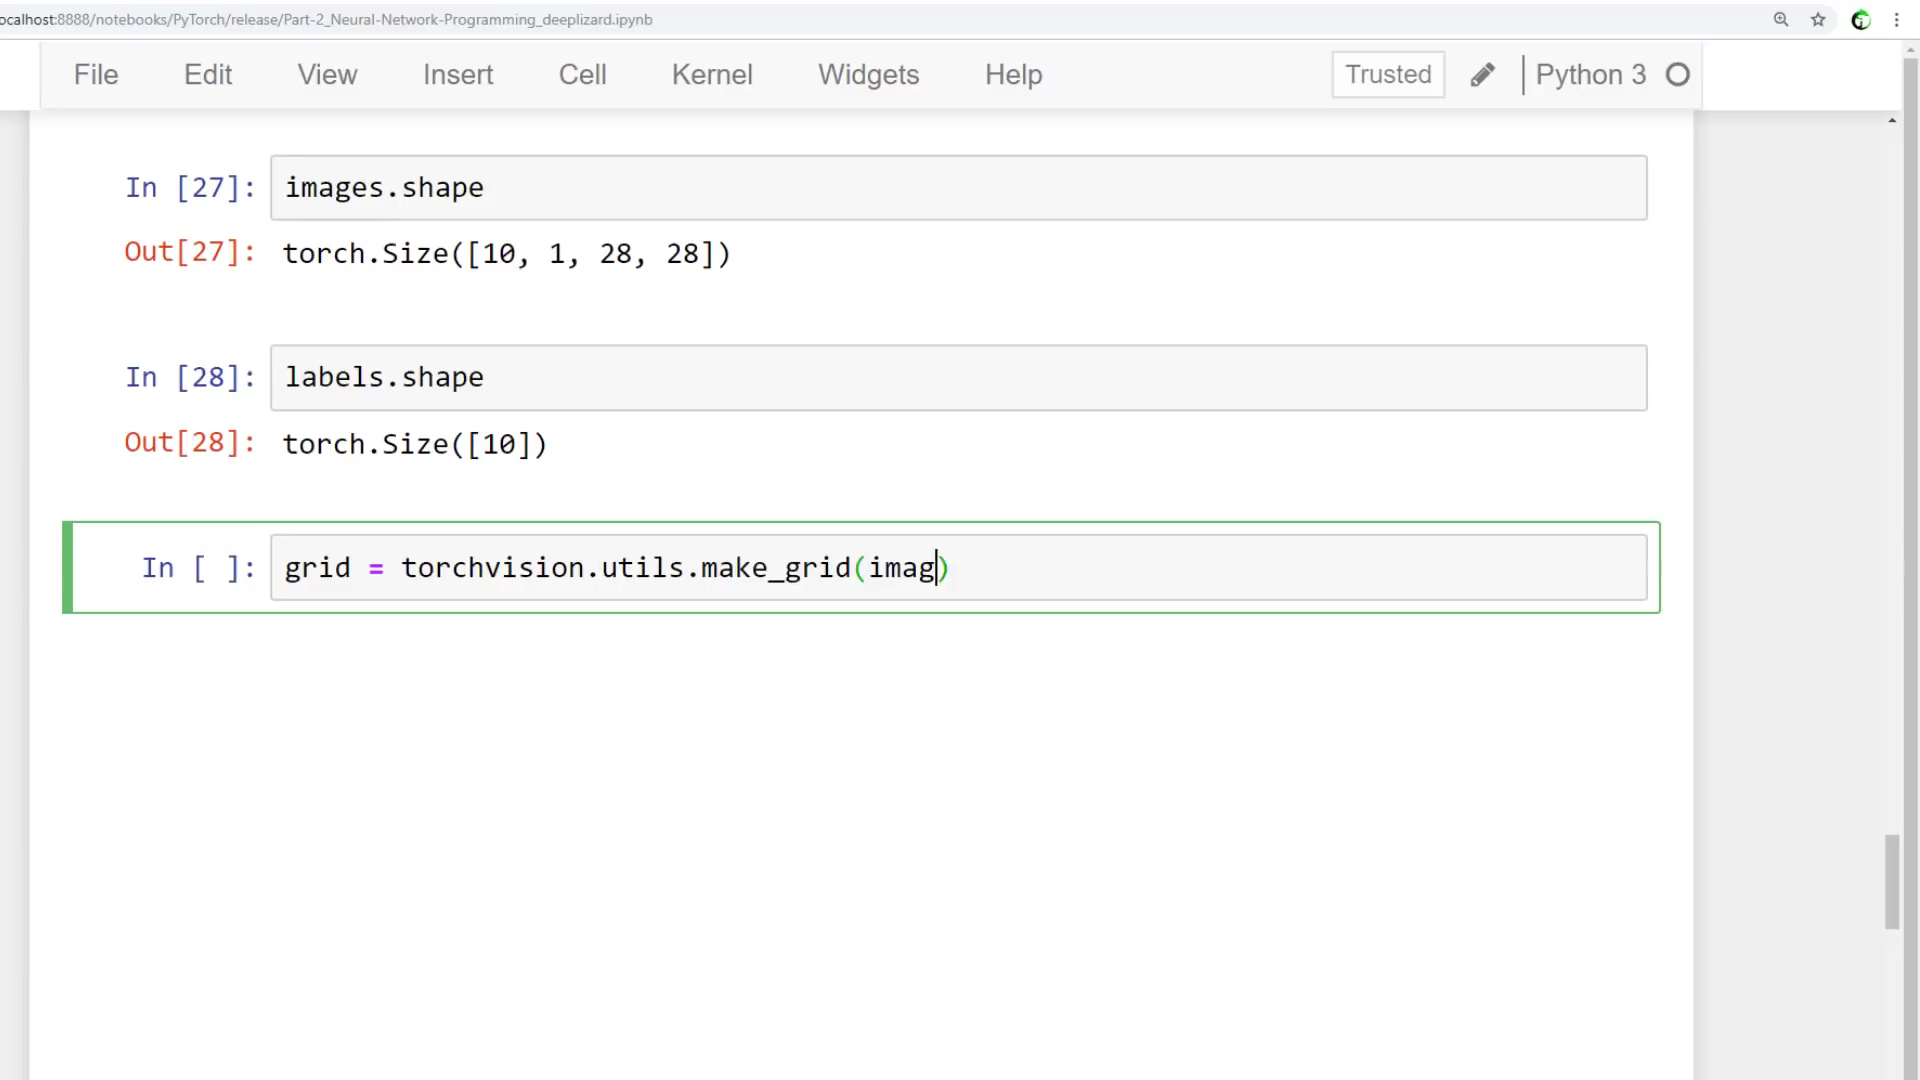 ocalhost:8888/notebooks/PyTorch/release/Part-2_Neural-Network-Programming_deeplizard.ipynb
File Edit View Insert Cell Kernel Widgets Help Trusted Python 3
In [27]: images.shape
Out[27]: torch.Size([10, 1, 28, 28])
In [28]: labels.shape
Out[28]: torch.Size([10])
In [ ]: grid = torchvision.utils.make_grid(imag)